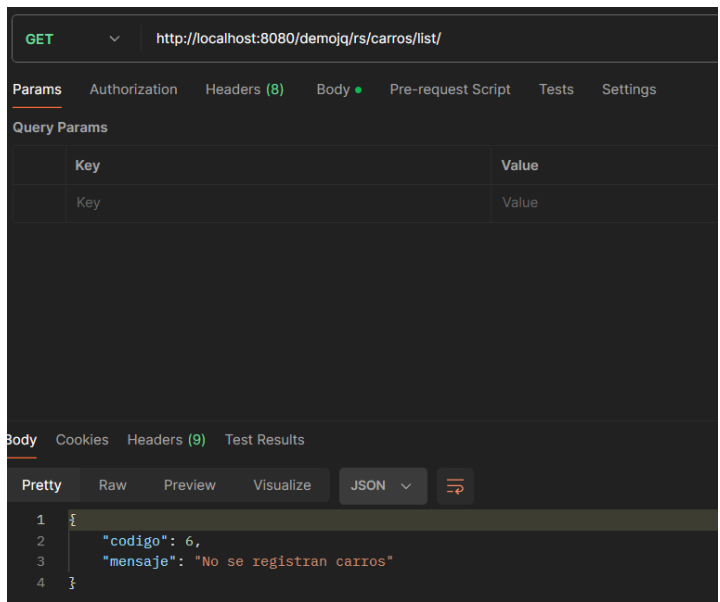 GET http://localhost:8080/demojq/rs/carros/list/
Params Authorization Headers (8) Body Pre-request Script Tests Settings
Query Params
Key Value
Key Value
Body Cookies Headers (9) Test Results
Pretty Raw Preview Visualize JSON
1 {
2 "codigo": 6,
3 "mensaje": "No se registran carros"
4 }